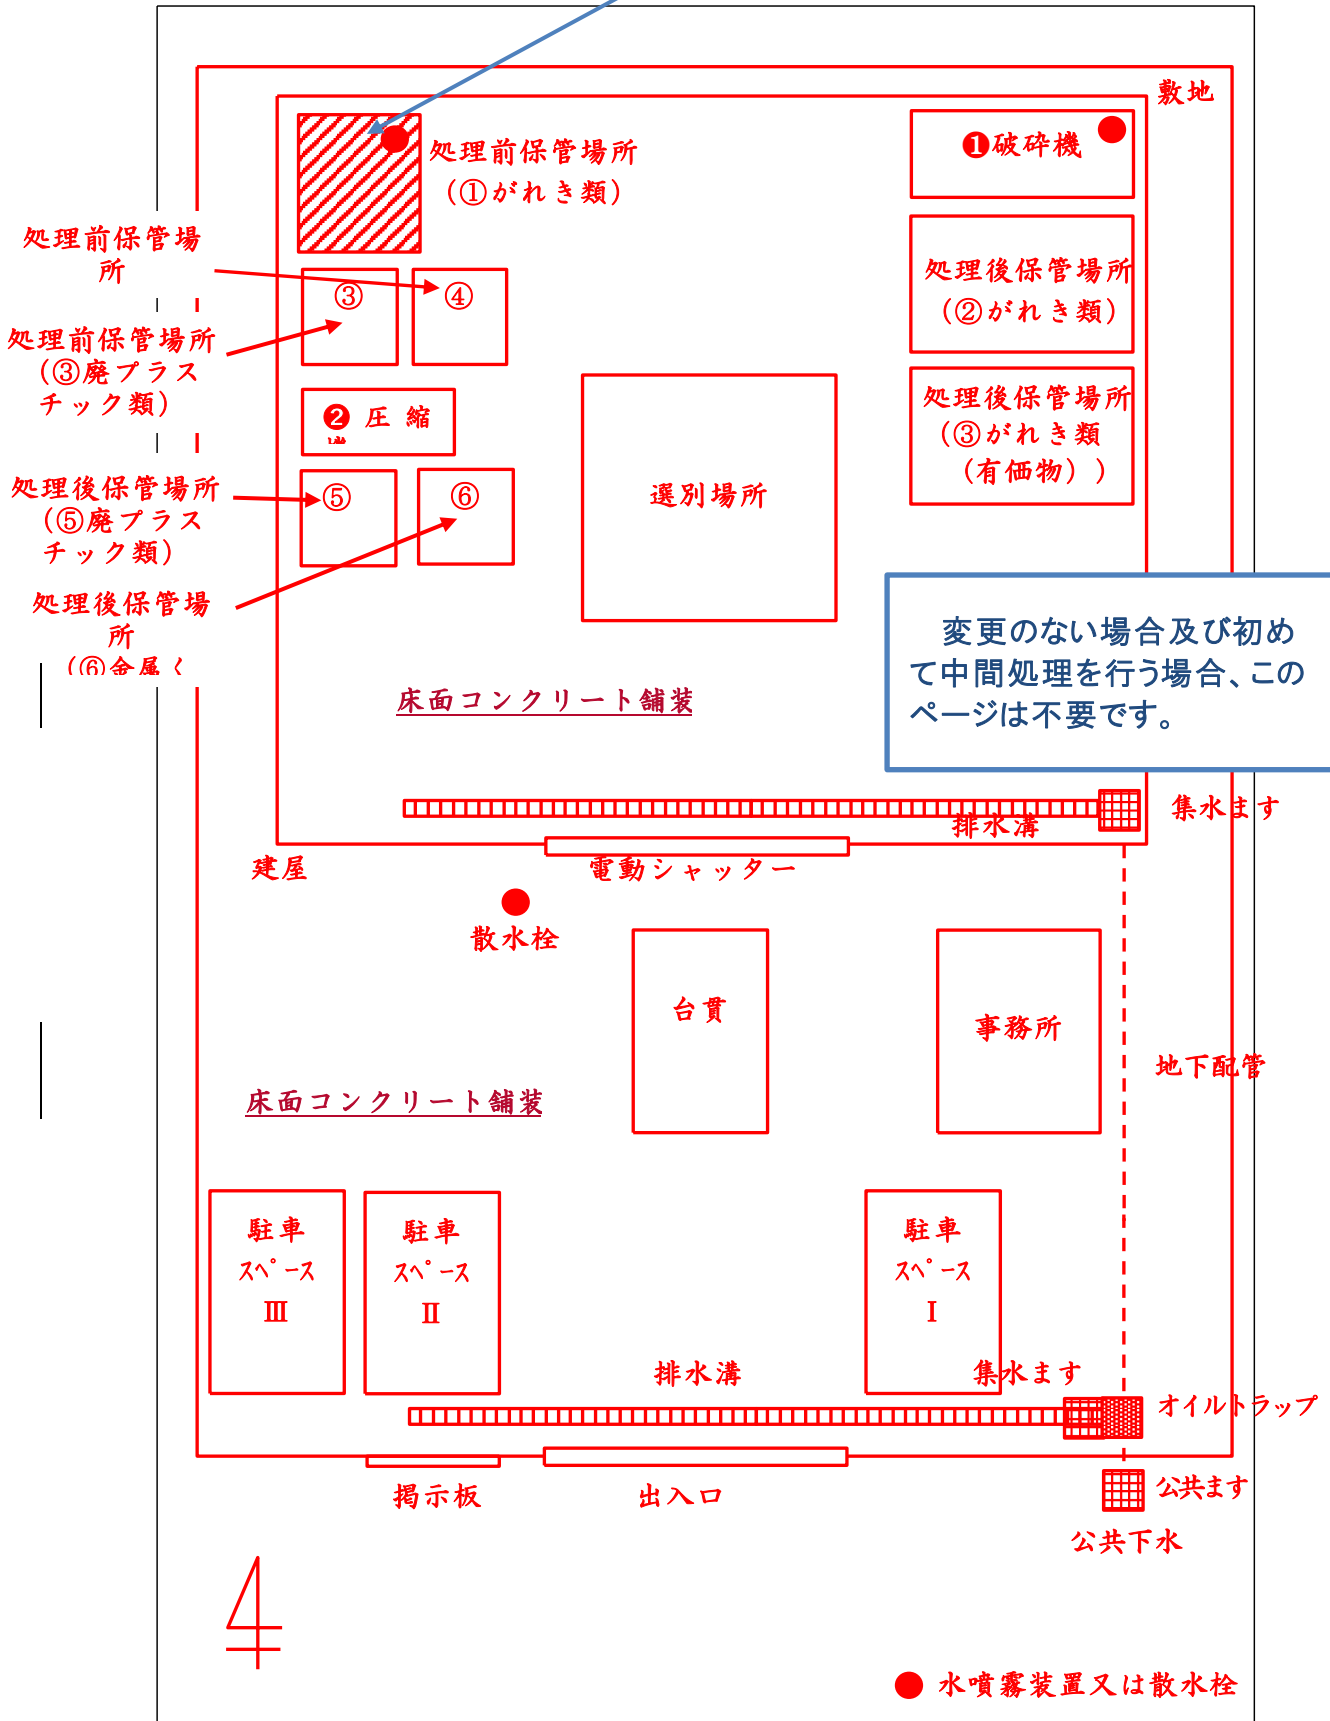 敷地
処理前保管場所
（①がれき類）
❶破砕機
処理前保管場
所
処理後保管場所
（②がれき類）
③
④
処理前保管場所
（③廃プラス
チック類）
❷ 圧 縮
処理後保管場所
（③がれき類
（有価物））
処理後保管場所
（⑤廃プラス
チック類）
⑤
⑥
選別場所
処理後保管場
所
（⑥金属く
変更のない場合及び初め
て中間処理を行う場合、この
ページは不要です。
床面コンクリート舗装
排水溝
集水ます
建屋
電動シャッター
散水栓
台貫
事務所
地下配管
床面コンクリート舗装
駐車
スペース
Ⅲ
駐車
スペース
Ⅱ
駐車
スペース
Ⅰ
排水溝
集水ます
オイルトラップ
掲示板
出入口
公共ます
公共下水
水噴霧装置又は散水栓